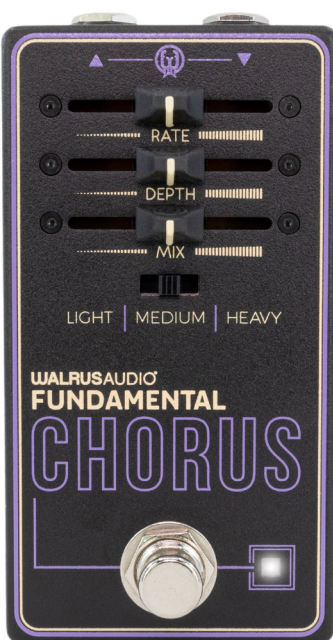 RATE
DEPTH
MIX
LIGHT | MEDIUM | HEAVY
WALRUSAUDIO
FUNDAMENTAL
CHORUS